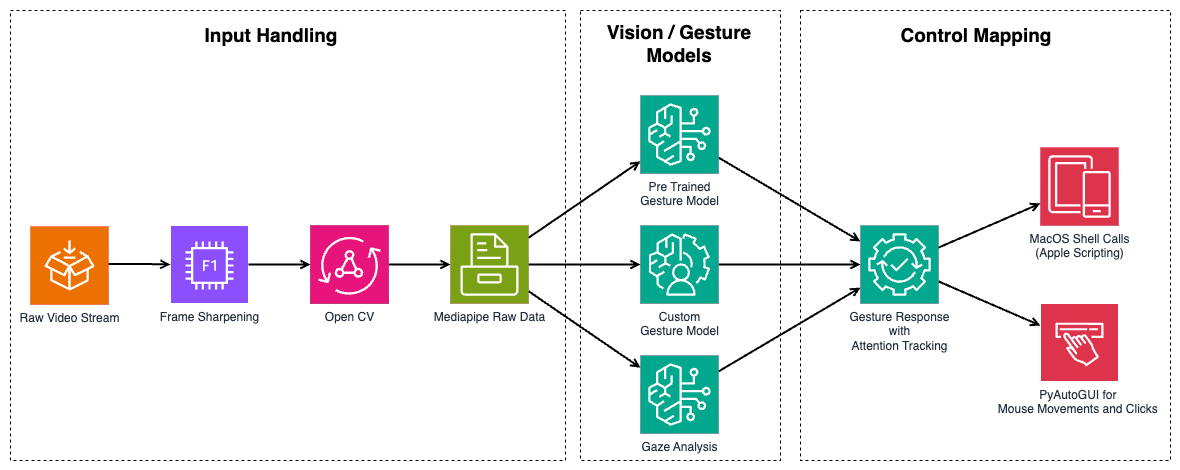 Input Handling
Vision / Gesture
Models
Control Mapping
Pre Trained
Gesture Model
F1
Raw Video Stream
Frame Sharpening
Open CV
Mediapipe Raw Data
Custom
Gesture Model
Gaze Analysis
Gesture Response
with
Attention Tracking
MacOS Shell Calls
(Apple Scripting)
PyAutoGUI for
Mouse Movements and Clicks